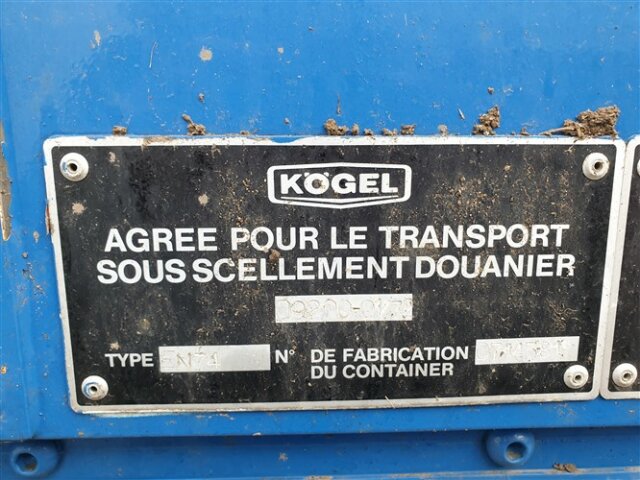 KÖGEL
AGREE POUR LE TRANSPORT
SOUS SCELLEMENT DOUANIER
TYPE N° DE FABRICATION
DU CONTAINER